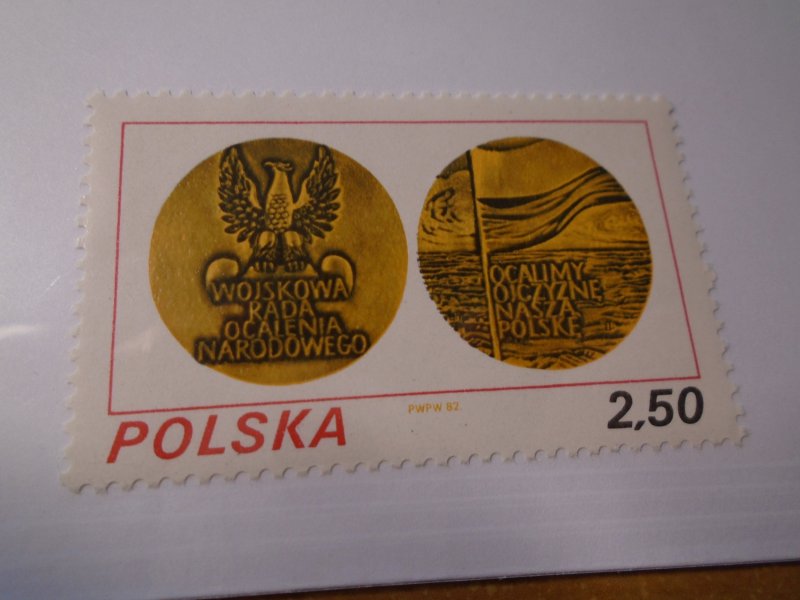 WOJSKOWA
RADA
OCALENIA
NARODOWEGO
OCALIMY
OJCZYZNĘ
NASZĄ
POLSKĘ
POLSKA
PWPW 82
2,50